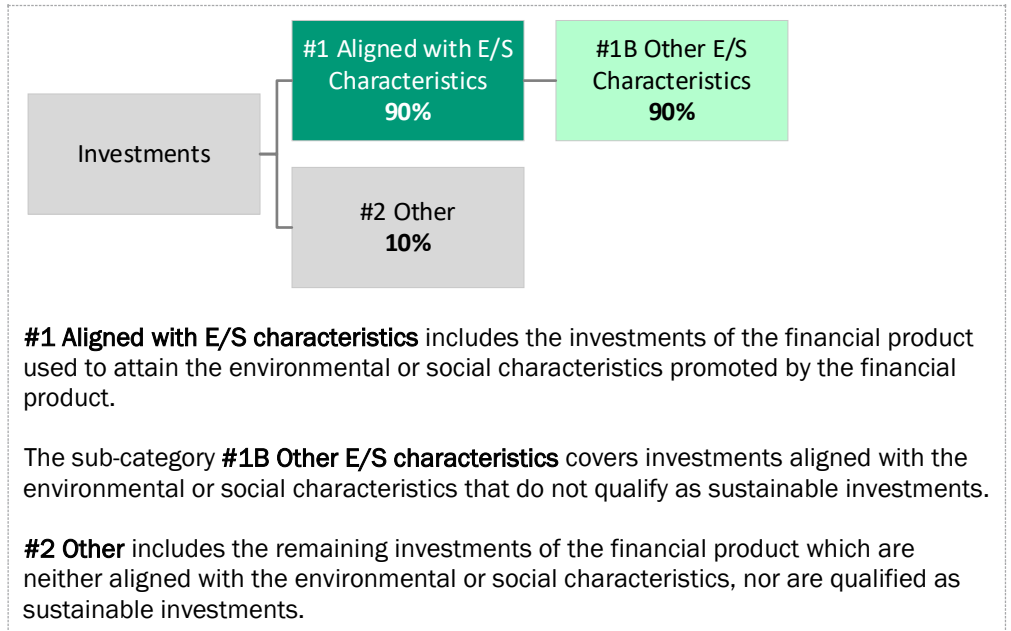 #1 Aligned with E/S
Characteristics
90%
#1B Other E/S
Characteristics
90%
Investments
#2 Other
10%
#1 Aligned with E/S characteristics includes the investments of the financial product
used to attain the environmental or social characteristics promoted by the financial
product.
The sub-category #1B Other E/S characteristics covers investments aligned with the
environmental or social characteristics that do not qualify as sustainable investments.
#2 Other includes the remaining investments of the financial product which are
neither aligned with the environmental or social characteristics, nor are qualified as
sustainable investments.